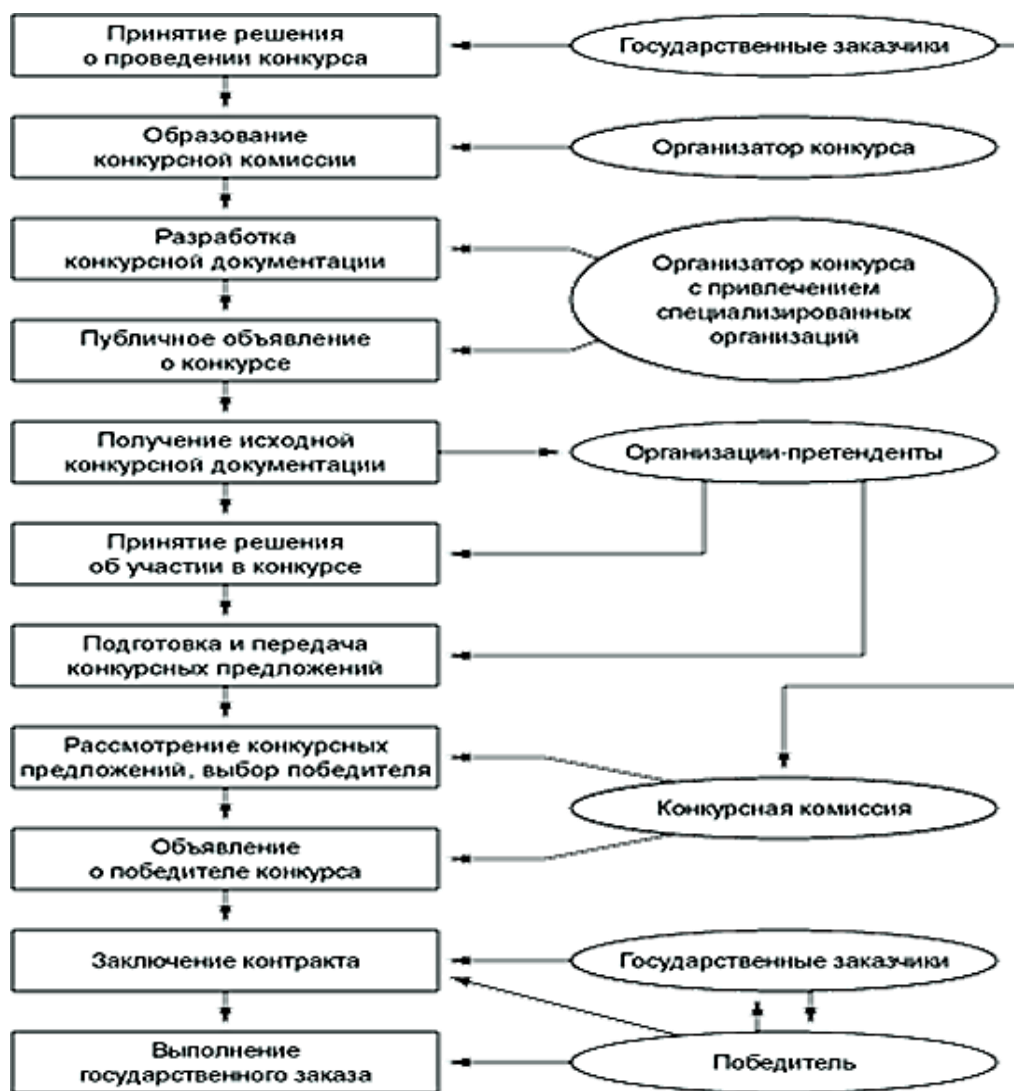 Принятие решения
о проведении конкурса
Государственные заказчики
Образование
конкурсной комиссии
Организатор конкурса
Разработка
конкурсной документации
Организатор конкурса
с привлечением
специализированных
организаций
Публичное объявление
о конкурсе
Получение исходной
конкурсной документации
Организации-претенденты
Принятие решения
об участии в конкурсе
Подготовка и передача
конкурсных предложений
Рассмотрение конкурсных
предложений, выбор победителя
Конкурсная комиссия
Объявление
о победителе конкурса
Заключение контракта
Государственные заказчики
Выполнение
государственного заказа
Победитель